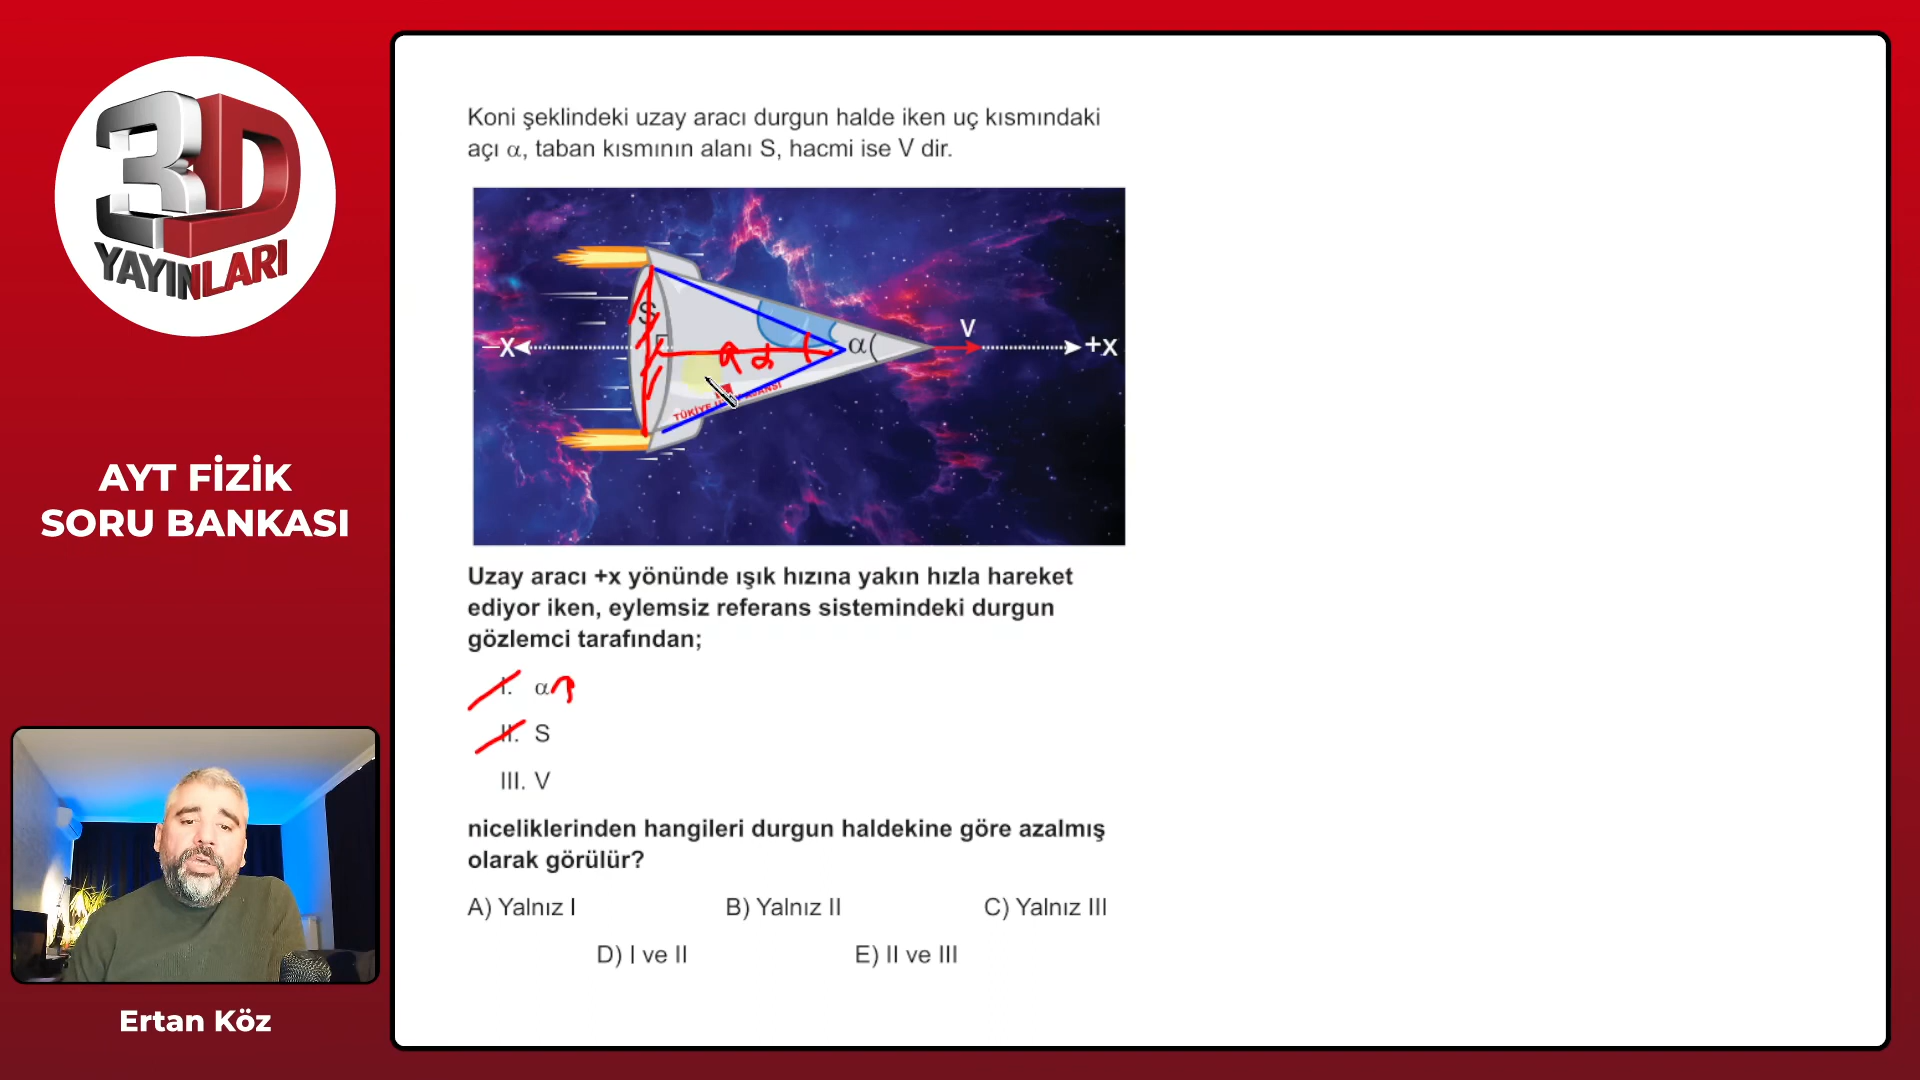 3D
YAYINLARI
AYT FİZİK
SORU BANKASI
Ertan Köz
Koni şeklindeki uzay aracı durgun halde iken uç kısmındaki
açı α, taban kısmının alanı S, hacmi ise V dir.
S
α
V
–X
+X
Uzay aracı +x yönünde ışık hızına yakın hızla hareket
ediyor iken, eylemsiz referans sistemindeki durgun
gözlemci tarafından;
I. α↑
II. S
III. V
niceliklerinden hangileri durgun haldekine göre azalmış
olarak görülür?
A) Yalnız I B) Yalnız II C) Yalnız III
D) I ve II E) II ve III